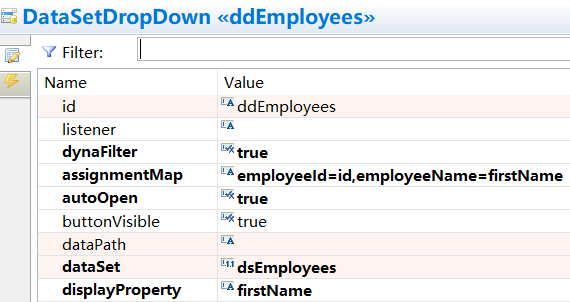 DataSetDropDown «ddEmployees»
Filter:
Name Value
id ddEmployees
listener
dynaFilter true
assignmentMap employeeId=id,employeeName=firstName
autoOpen true
buttonVisible true
dataPath
dataSet dsEmployees
displayProperty firstName